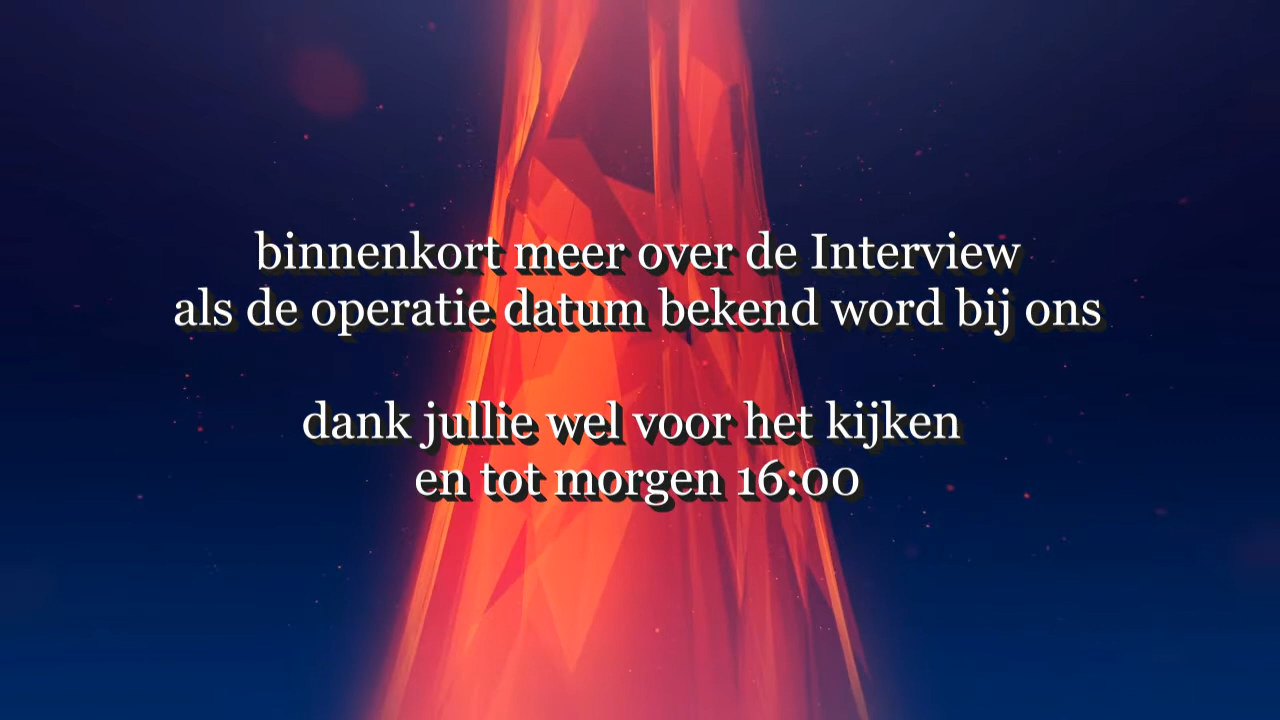 binnenkort meer over de Interview
als de operatie datum bekend word bij ons
dank jullie wel voor het kijken
en tot morgen 16:00